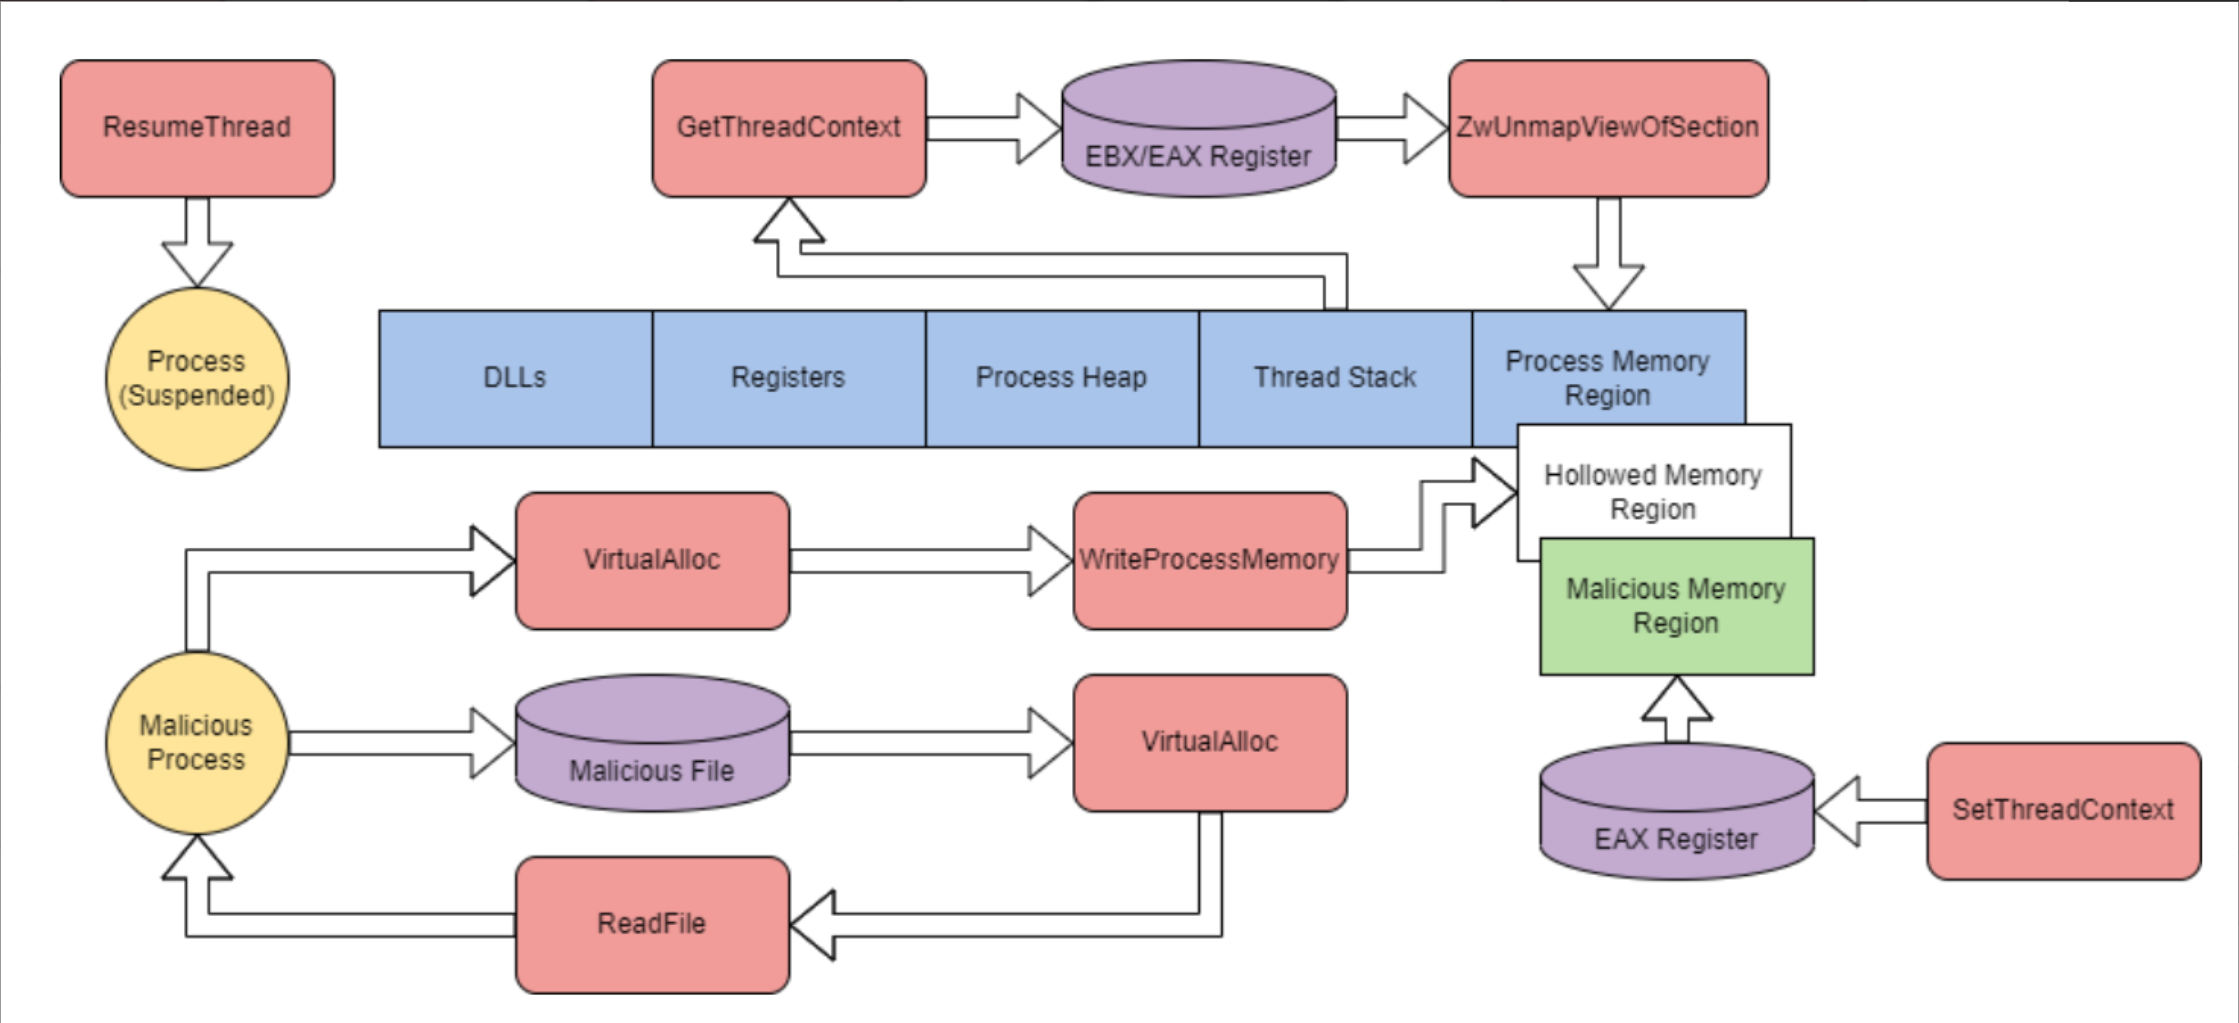 ResumeThread
GetThreadContext
EBX/EAX Register
ZwUnmapViewOfSection
Process
(Suspended)
DLLs
Registers
Process Heap
Thread Stack
Process Memory
Region
Hollowed Memory
Region
VirtualAlloc
WriteProcessMemory
Malicious Memory
Region
Malicious
Process
Malicious File
VirtualAlloc
EAX Register
SetThreadContext
ReadFile